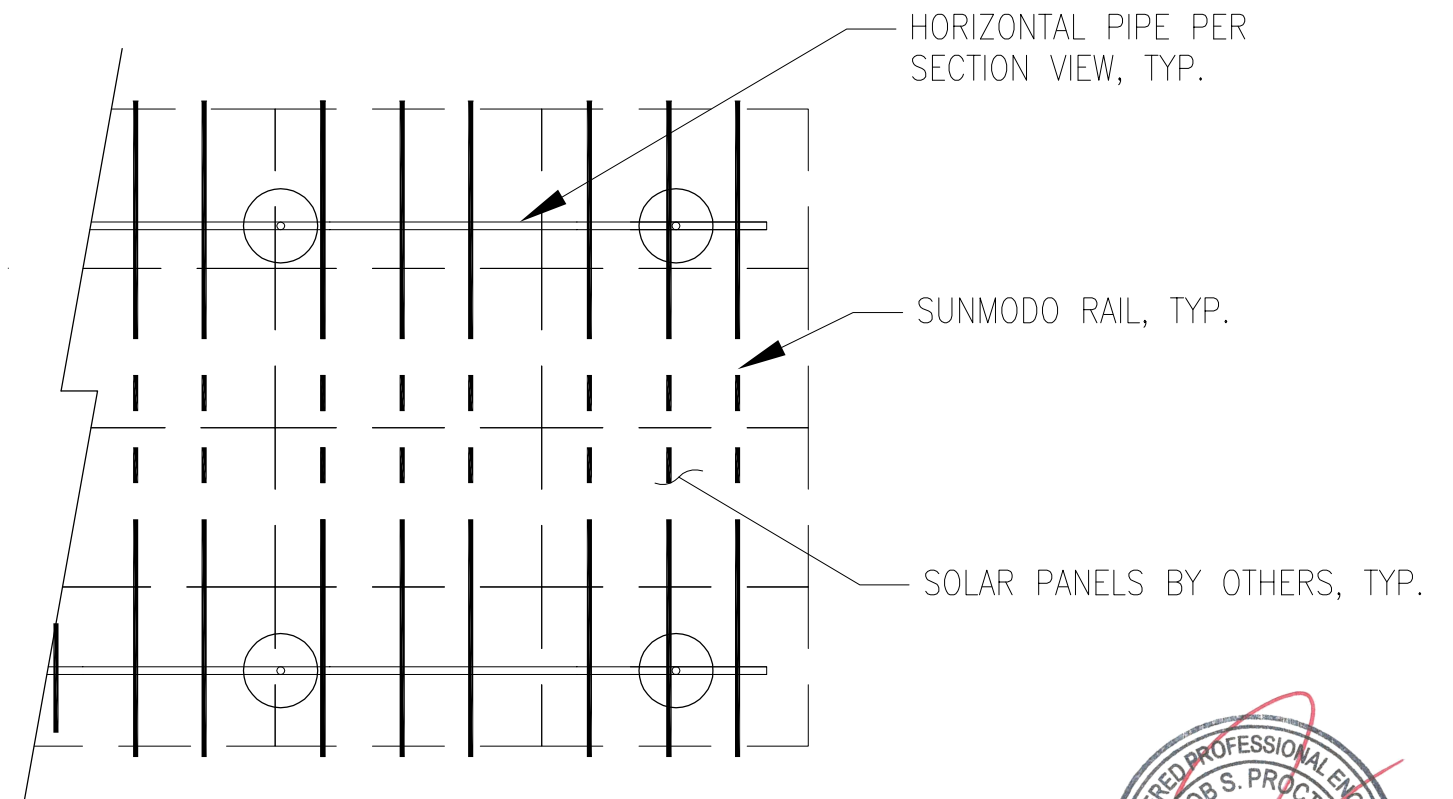 HORIZONTAL PIPE PER
SECTION VIEW, TYP.
SUNMODO RAIL, TYP.
SOLAR PANELS BY OTHERS, TYP.
PROFESSIONAL
S.